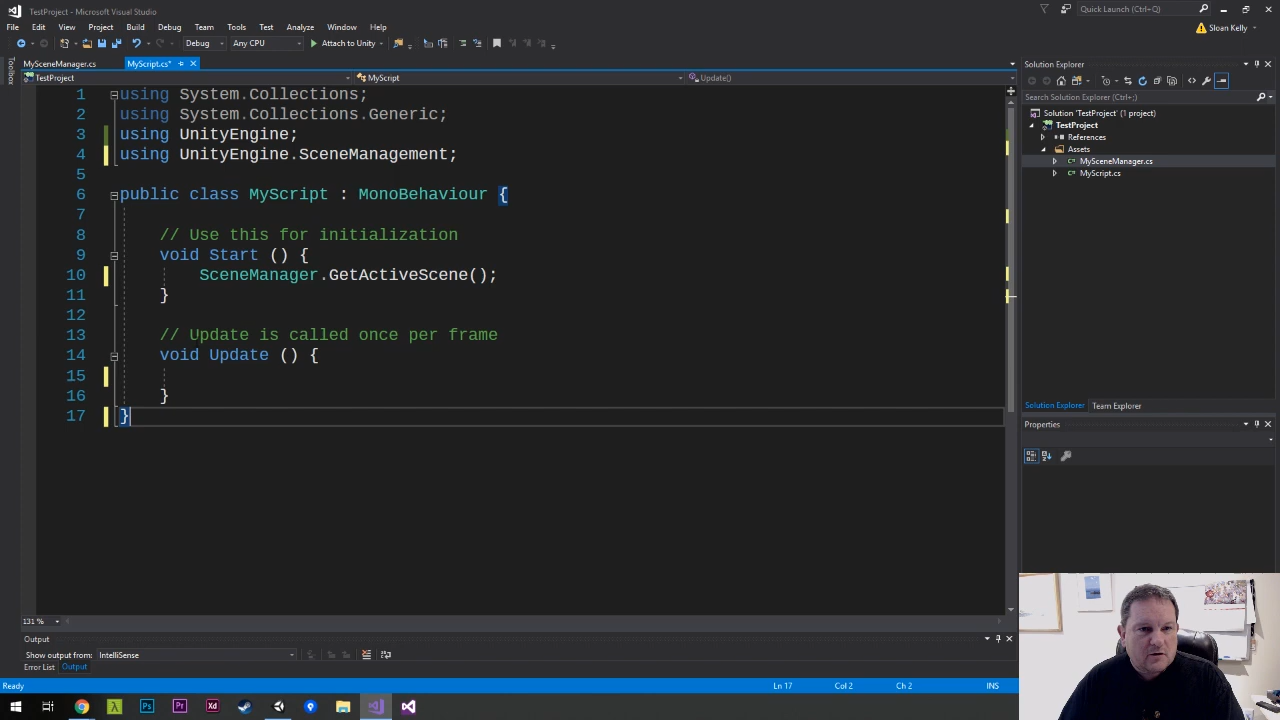 TestProject - Microsoft Visual Studio
Quick Launch (Ctrl+Q)
File Edit View Project Build Debug Team Tools Test Analyze Window Help
Sloan Kelly
Debug Any CPU Attach to Unity
Toolbox
MySceneManager.cs MyScript.cs*
TestProject MyScript Update()
1 using System.Collections;
2 using System.Collections.Generic;
3 using UnityEngine;
4 using UnityEngine.SceneManagement;
5
6 public class MyScript : MonoBehaviour {
7
8 // Use this for initialization
9 void Start () {
10 SceneManager.GetActiveScene();
11 }
12
13 // Update is called once per frame
14 void Update () {
15
16 }
17 }
131 %
Output
Show output from: IntelliSense
Error List Output
Ready Ln 17 Col 2 Ch 2 INS
Solution Explorer
Search Solution Explorer (Ctrl+;)
Solution 'TestProject' (1 project)
TestProject
References
Assets
MySceneManager.cs
MyScript.cs
Solution Explorer Team Explorer
Properties
Ps Pr Xd